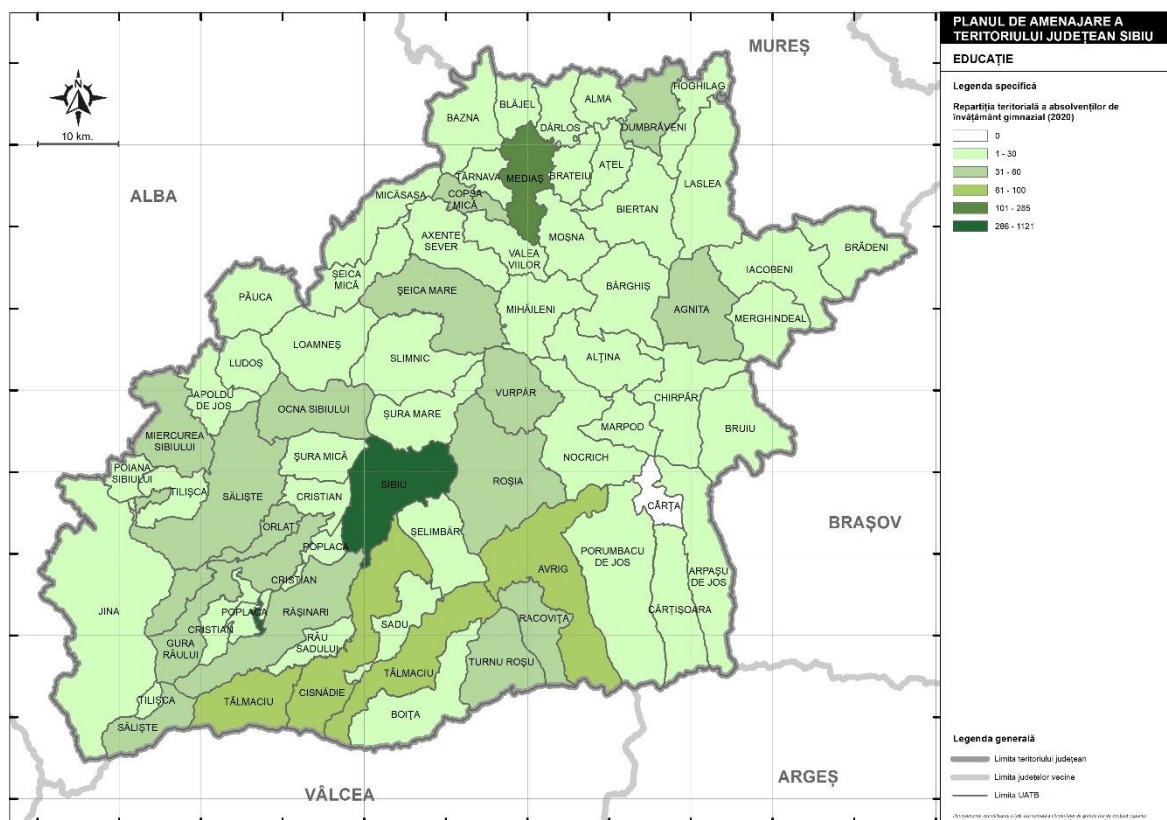 PLANUL DE AMENAJARE A
TERITORIULUI JUDEȚEAN SIBIU
EDUCAȚIE
Legenda specifică
Repartiția teritorială a absolvenților de
învățământ gimnazial (2020)
0
1 - 30
31 - 60
61 - 100
101 - 285
286 - 1121
10 km.
MUREȘ
ALBA
BRAȘOV
ARGEȘ
VÂLCEA
HOGHILAG
ALMA
BLĂJEL
BAZNA
DÂRLOS
DUMBRĂVENI
TÂRNAVA
MEDIAȘ
BRATEIU
AȚEL
LASLEA
MICĂSASA
COPȘA
MICĂ
BIERTAN
AXENTE
SEVER
MOȘNA
VALEA
VIILOR
BRĂDENI
IACOBENI
ȘEICA
MICĂ
ȘEICA MARE
BÂRGHIȘ
PĂUCA
MIHĂILENI
AGNITA
MERGHINDEAL
LOAMNEȘ
SLIMNIC
ALȚINA
LUDOȘ
APOLDU
DE JOS
VURPĂR
CHIRPĂR
OCNA SIBIULUI
ȘURA MARE
MARPOD
BRUIU
MIERCUREA
SIBIULUI
ȘURA MICĂ
NOCRICH
POIANA
SIBIULUI
TILIȘCA
SĂLIȘTE
CRISTIAN
SIBIU
ROȘIA
CÂRȚA
ORLAT
ȘELIMBĂR
POPLACA
AVRIG
PORUMBACU
DE JOS
ARPAȘU
DE JOS
CRISTIAN
JINA
POPLACA
RĂȘINARI
CÂRȚIȘOARA
CRISTIAN
SADU
RACOVIȚA
GURA
RÂULUI
RÂU
SADULUI
TURNU ROȘU
TĂLMACIU
TILIȘCA
TĂLMACIU
CISNĂDIE
BOIȚA
SĂLIȘTE
Legenda generală
Limita teritoriului județean
Limita județelor vecine
Limita UATB